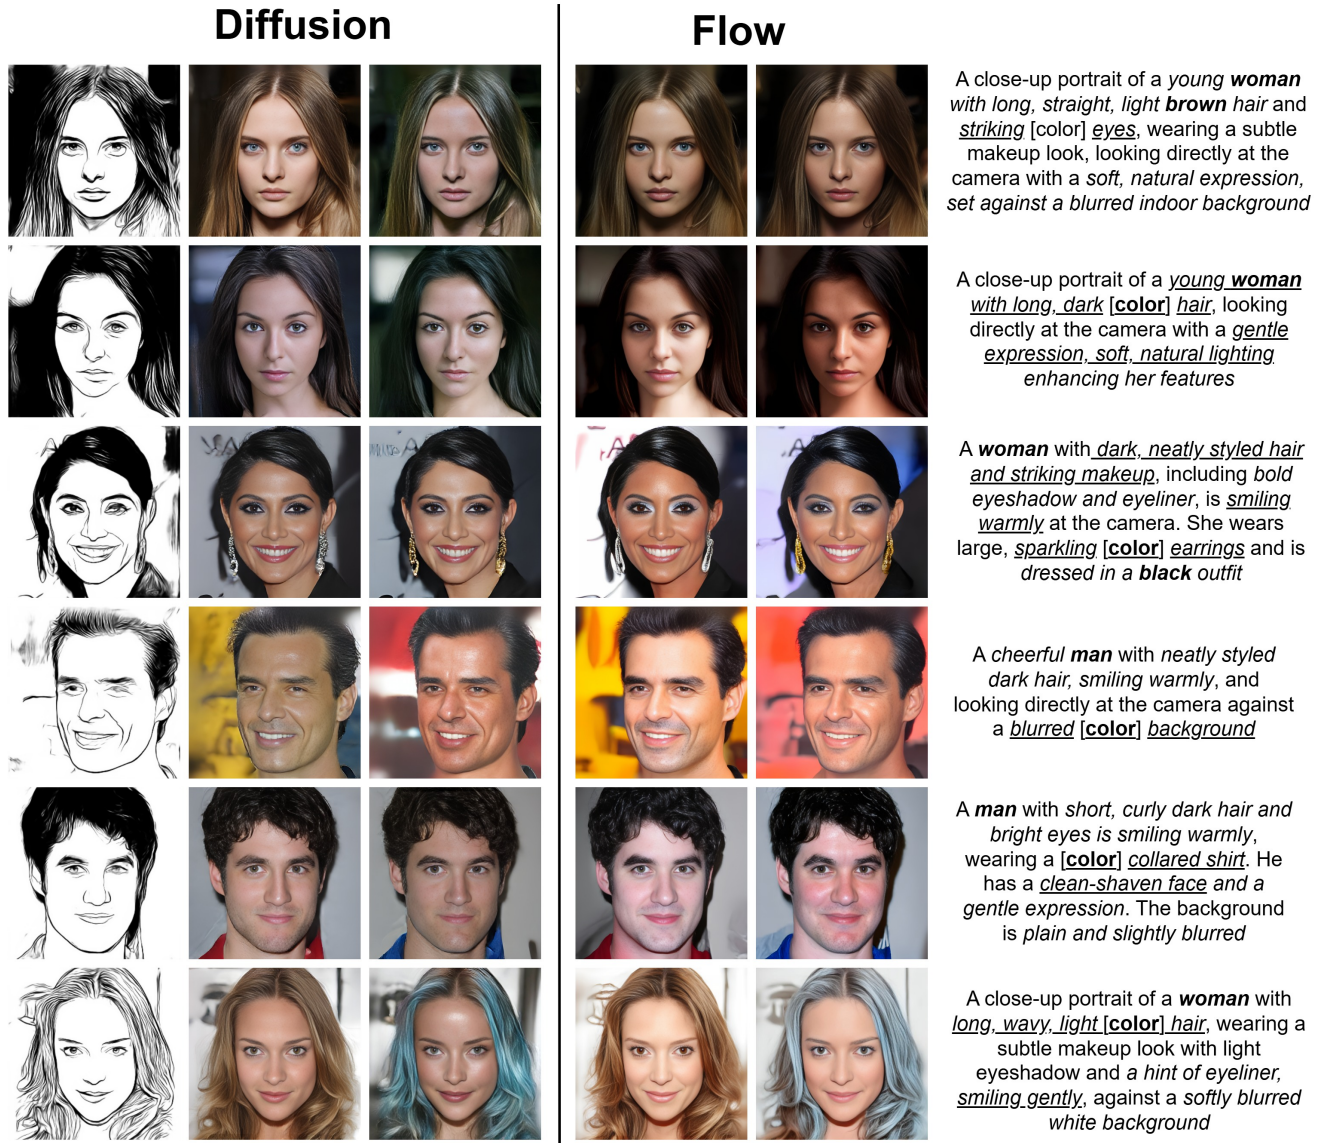 Diffusion
Flow
A close-up portrait of a young woman
with long, straight, light brown hair and
striking [color] eyes, wearing a subtle
makeup look, looking directly at the
camera with a soft, natural expression,
set against a blurred indoor background
A close-up portrait of a young woman
with long, dark [color] hair, looking
directly at the camera with a gentle
expression, soft, natural lighting
enhancing her features
A woman with dark, neatly styled hair
and striking makeup, including bold
eyeshadow and eyeliner, is smiling
warmly at the camera. She wears
large, sparkling [color] earrings and is
dressed in a black outfit
A cheerful man with neatly styled
dark hair, smiling warmly, and
looking directly at the camera against
a blurred [color] background
A man with short, curly dark hair and
bright eyes is smiling warmly,
wearing a [color] collared shirt. He
has a clean-shaven face and a
gentle expression. The background
is plain and slightly blurred
A close-up portrait of a woman with
long, wavy, light [color] hair, wearing a
subtle makeup look with light
eyeshadow and a hint of eyeliner,
smiling gently, against a softly blurred
white background